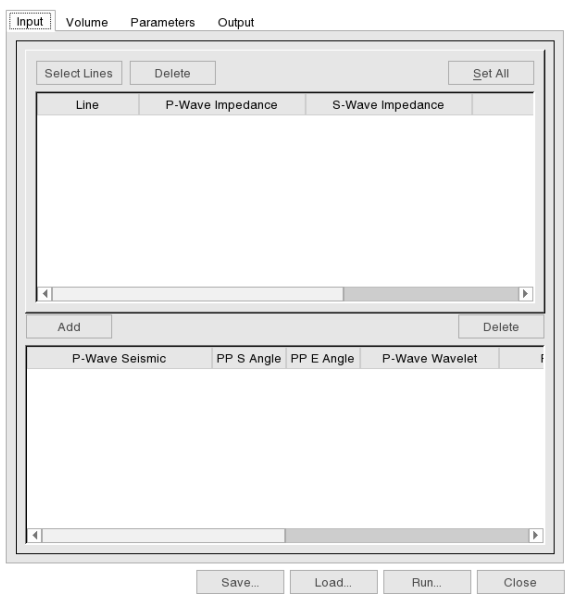 Input Volume Parameters Output
Select Lines Delete Set All
Line P-Wave Impedance S-Wave Impedance
Add Delete
P-Wave Seismic PP S Angle PP E Angle P-Wave Wavelet
Save... Load... Run... Close